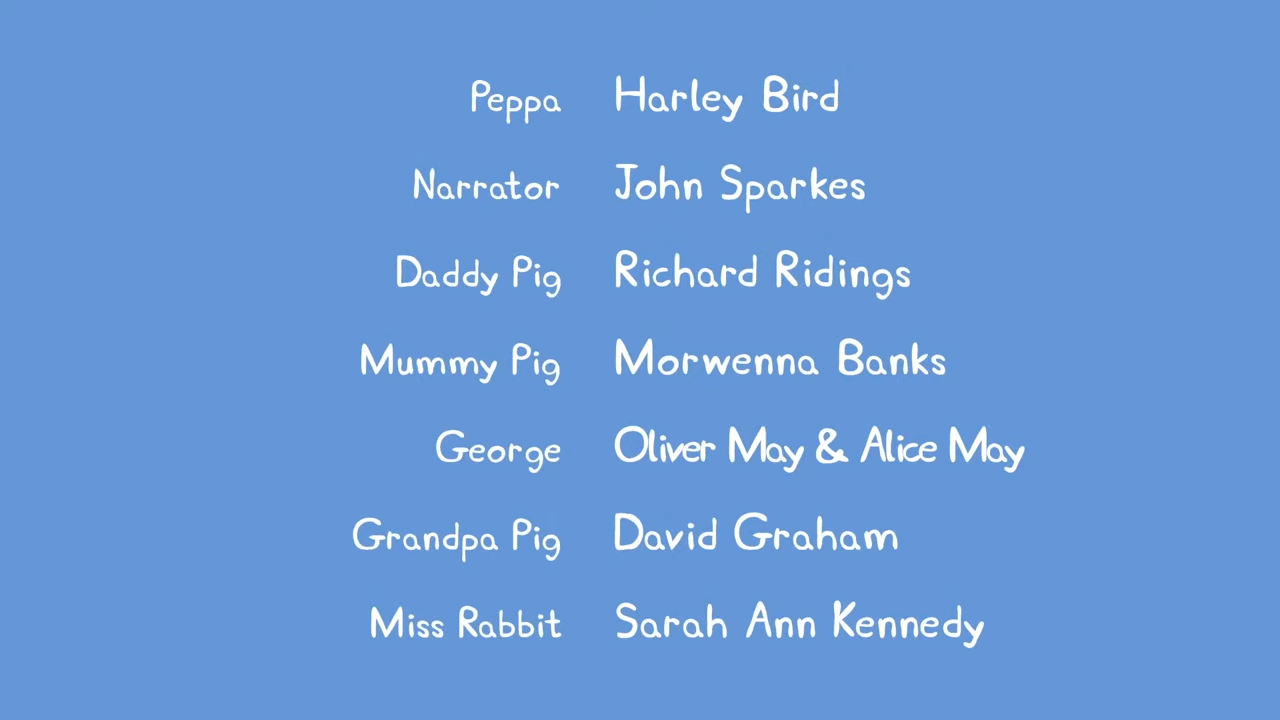 Peppa Harley Bird
Narrator John Sparkes
Daddy Pig Richard Ridings
Mummy Pig Morwenna Banks
George Oliver May & Alice May
Grandpa Pig David Graham
Miss Rabbit Sarah Ann Kennedy